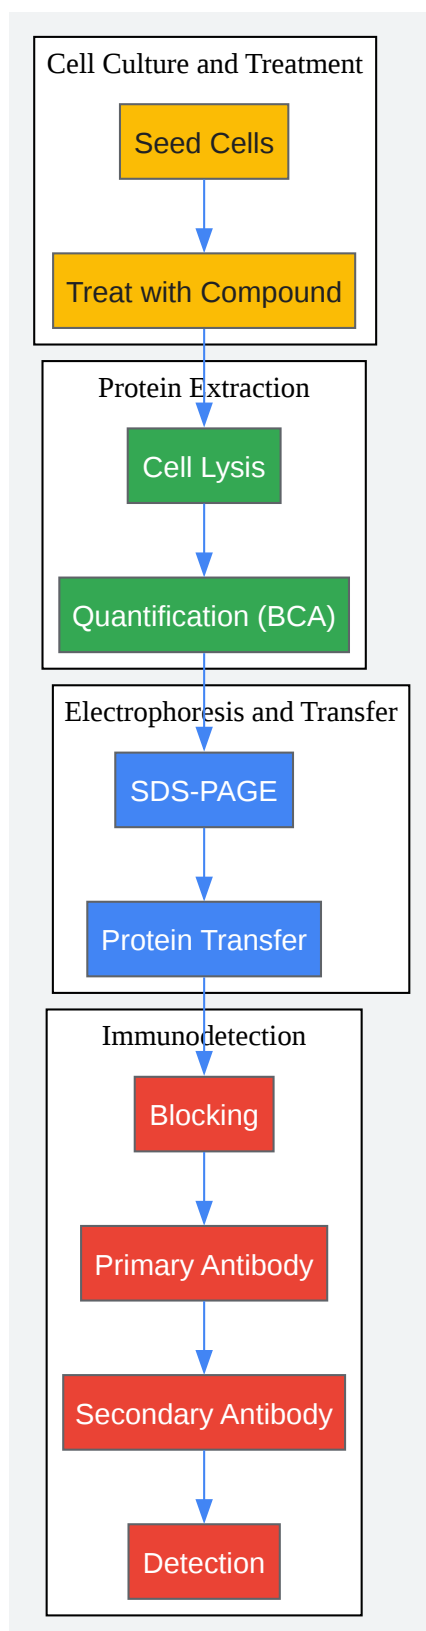 Cell Culture and Treatment
Seed Cells
Treat with Compound
Protein Extraction
Cell Lysis
Quantification (BCA)
Electrophoresis and Transfer
SDS-PAGE
Protein Transfer
Immunodetection
Blocking
Primary Antibody
Secondary Antibody
Detection